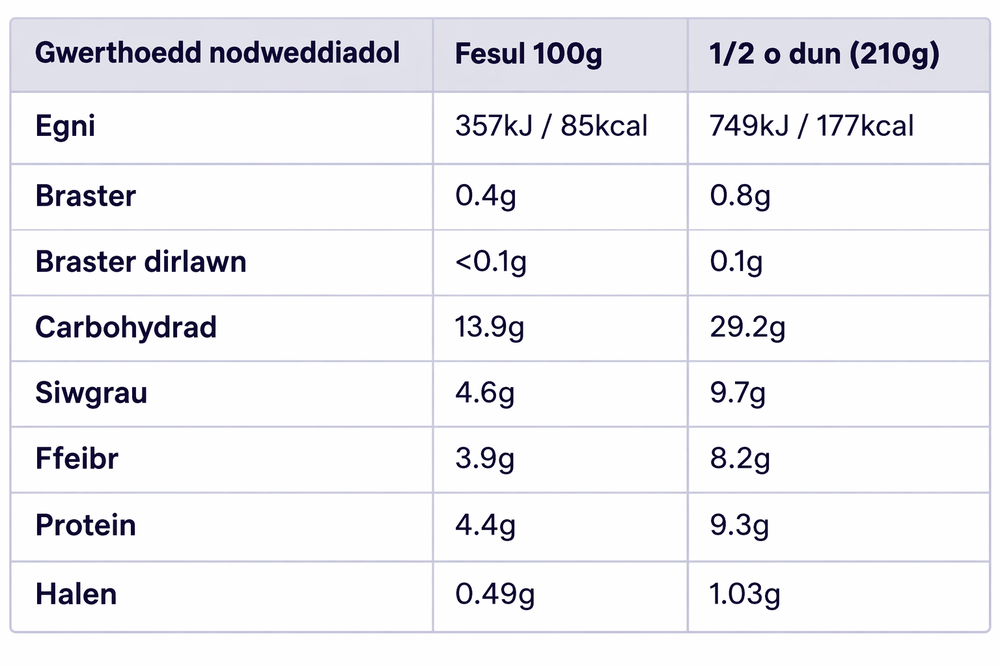 Gwerthoedd nodweddiadol Fesul 100g 1/2 o dun (210g)
Egni 357kJ / 85kcal 749kJ / 177kcal
Braster 0.4g 0.8g
Braster dirlawn <0.1g 0.1g
Carbohydrad 13.9g 29.2g
Siwgrau 4.6g 9.7g
Ffeibr 3.9g 8.2g
Protein 4.4g 9.3g
Halen 0.49g 1.03g